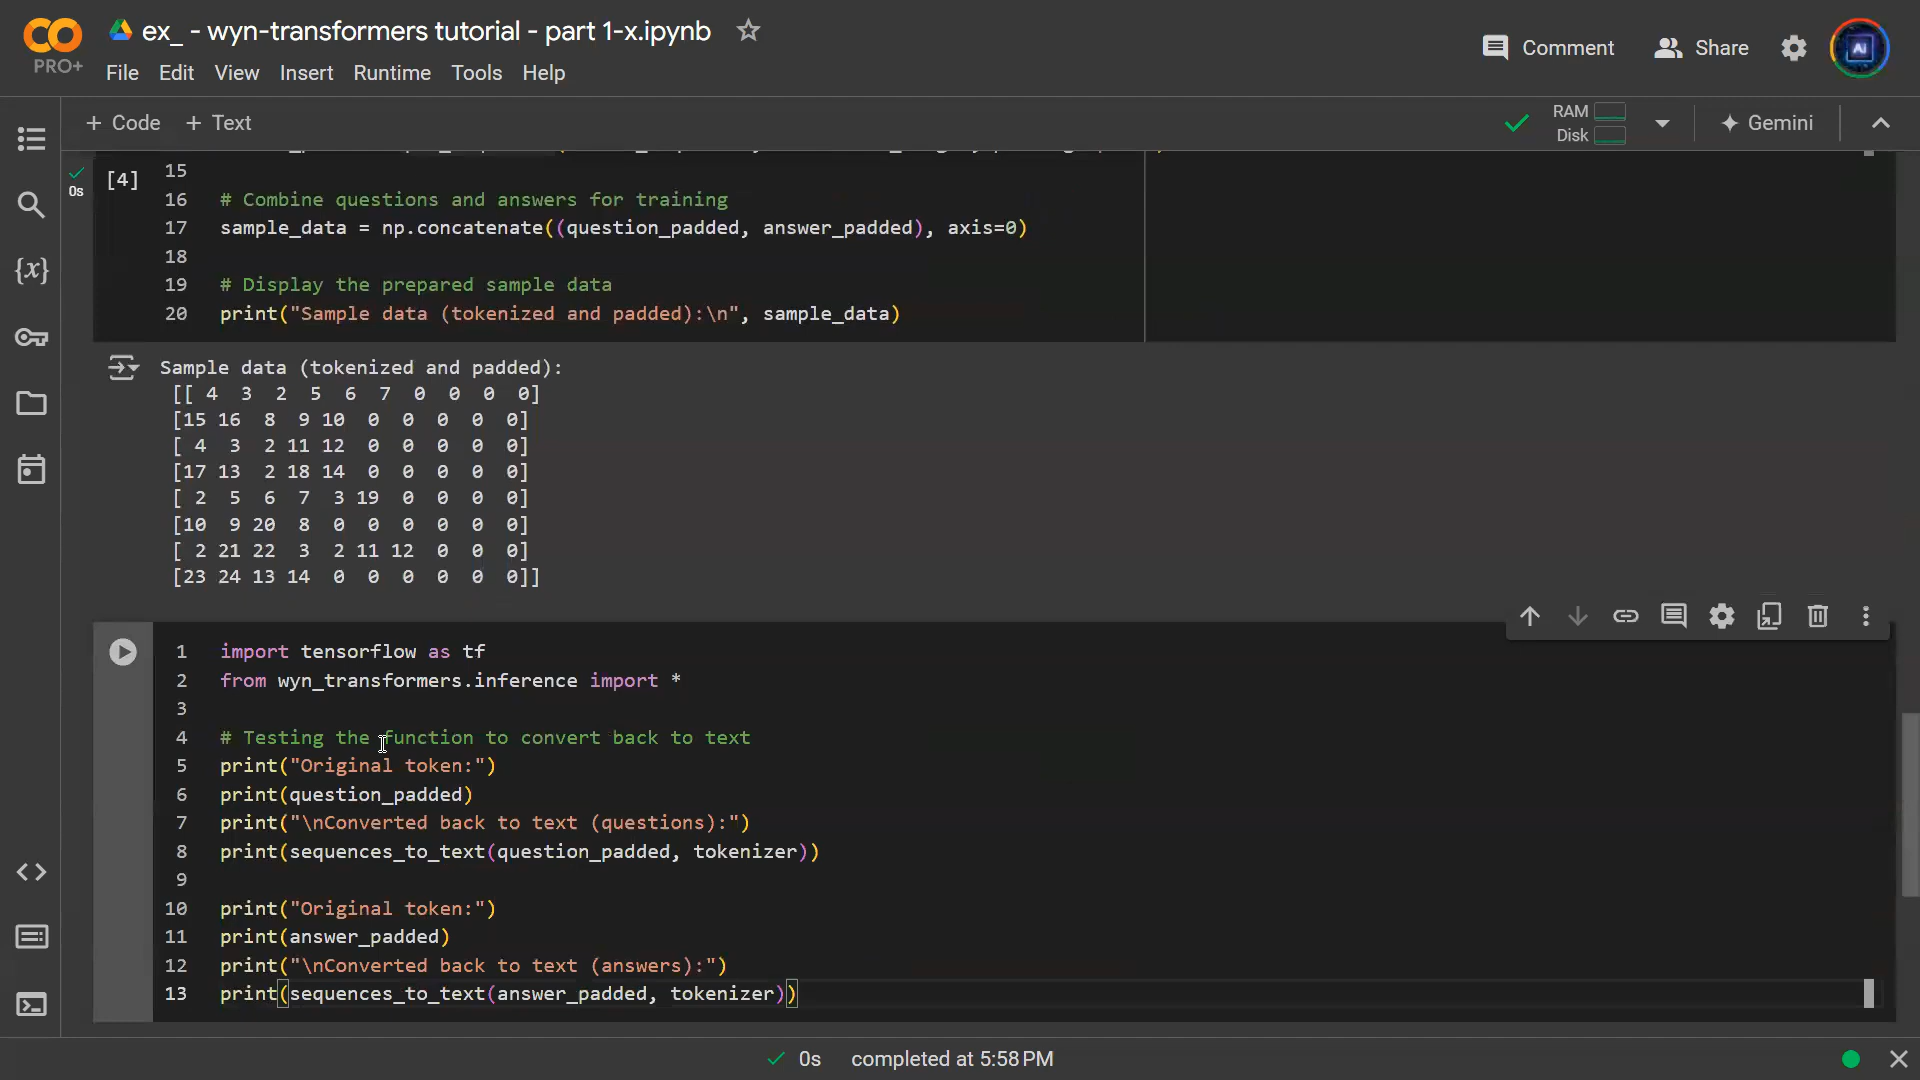 ex_ - wyn-transformers tutorial - part 1-x.ipynb
PRO+
File Edit View Insert Runtime Tools Help
Comment
Share
+ Code + Text
RAM
Disk
Gemini
15
[4]
0s
16 # Combine questions and answers for training
17 sample_data = np.concatenate((question_padded, answer_padded), axis=0)
18
19 # Display the prepared sample data
20 print("Sample data (tokenized and padded):\n", sample_data)
Sample data (tokenized and padded):
[[ 4 3 2 5 6 7 0 0 0 0]
[15 16 8 9 10 0 0 0 0 0]
[ 4 3 2 11 12 0 0 0 0 0]
[17 13 2 18 14 0 0 0 0 0]
[ 2 5 6 7 3 19 0 0 0 0]
[10 9 20 8 0 0 0 0 0 0]
[ 2 21 22 3 2 11 12 0 0 0]
[23 24 13 14 0 0 0 0 0 0]]
1 import tensorflow as tf
2 from wyn_transformers.inference import *
3
4 # Testing the function to convert back to text
5 print("Original token:")
6 print(question_padded)
7 print("\nConverted back to text (questions):")
8 print(sequences_to_text(question_padded, tokenizer))
9
10 print("Original token:")
11 print(answer_padded)
12 print("\nConverted back to text (answers):")
13 print(sequences_to_text(answer_padded, tokenizer))
0s completed at 5:58 PM